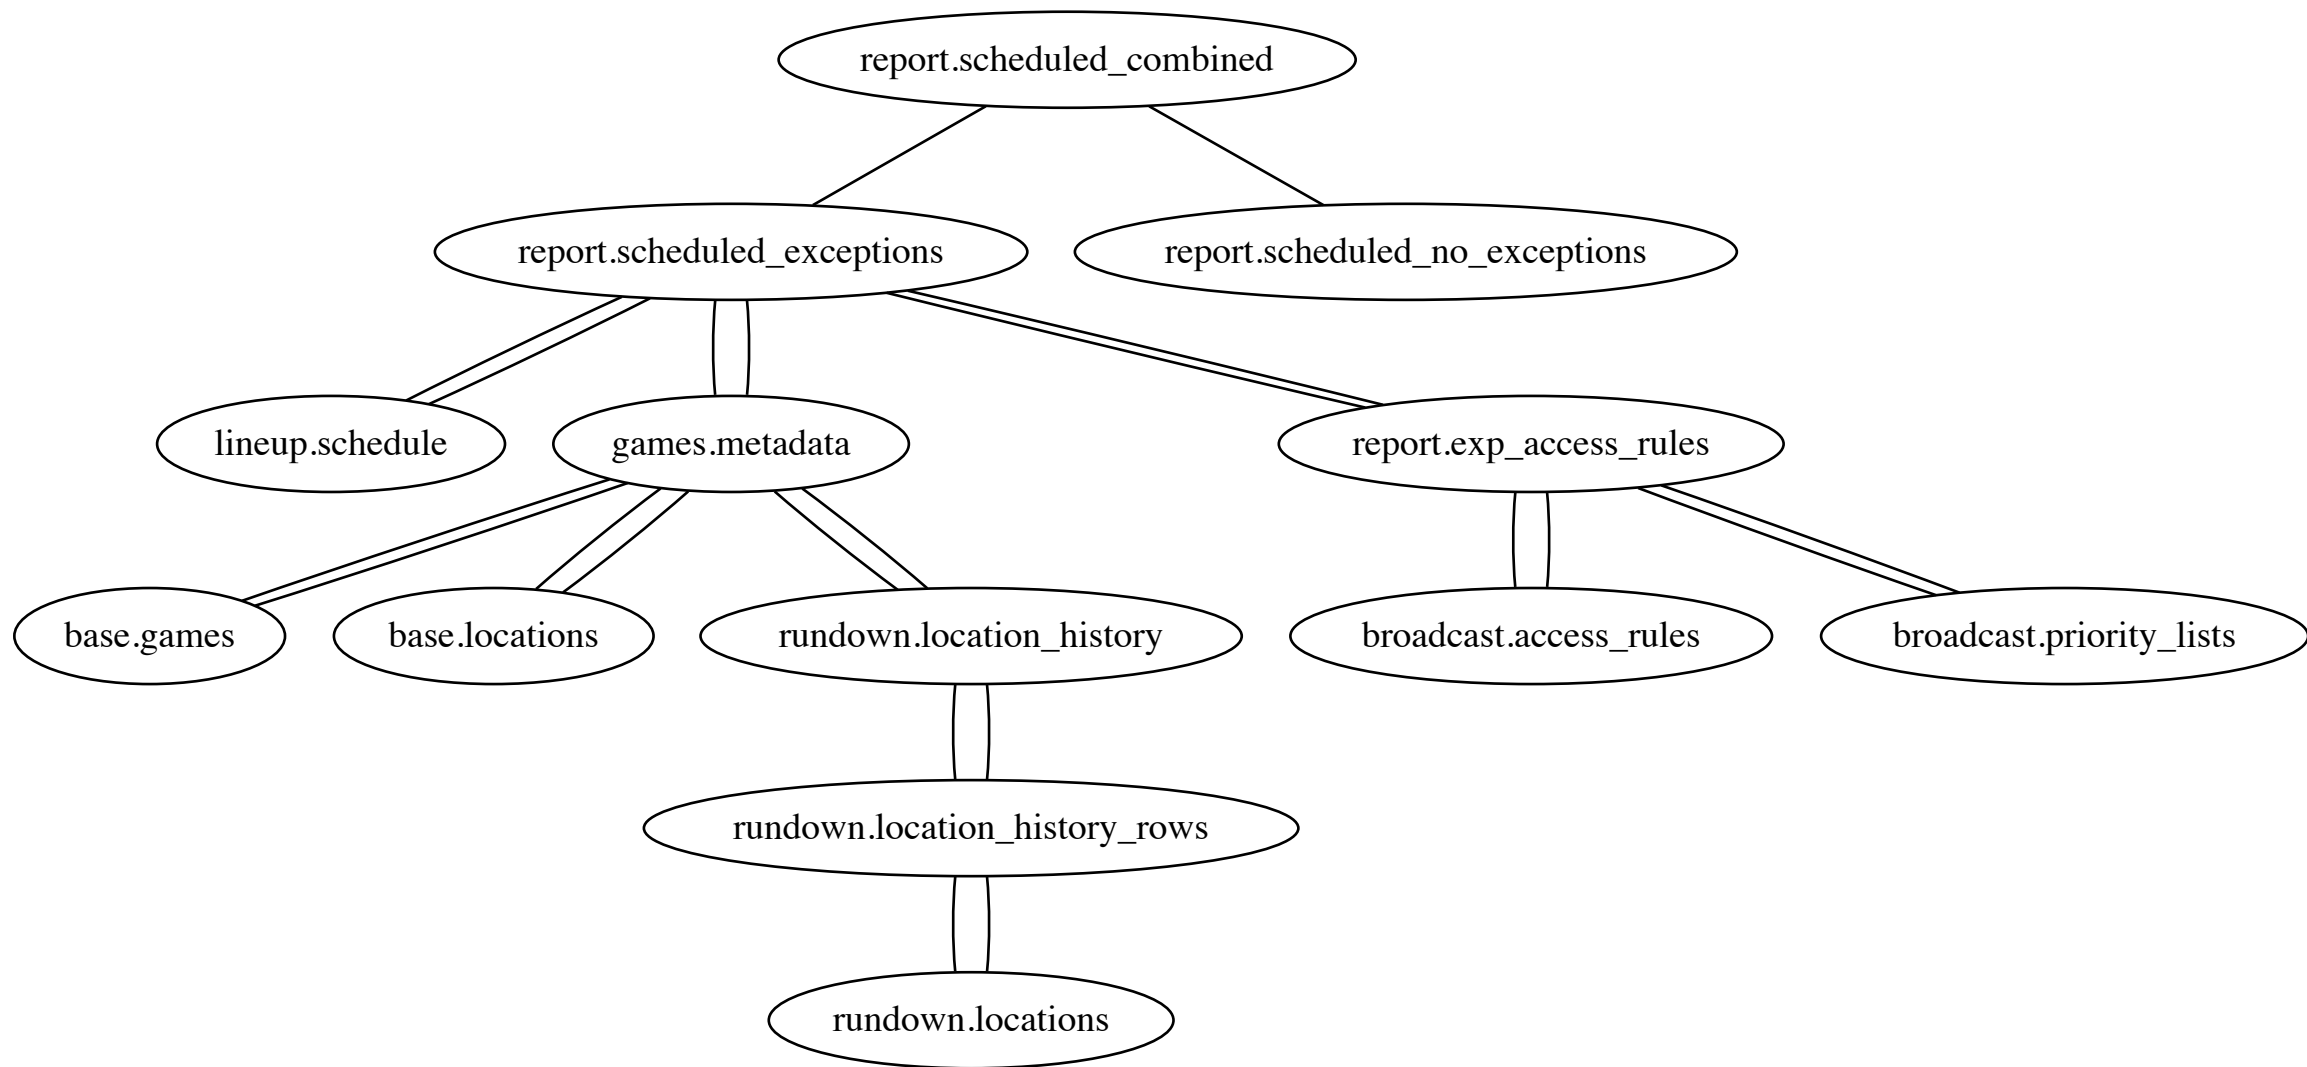 report.scheduled_combined
report.scheduled_exceptions
report.scheduled_no_exceptions
lineup.schedule
games.metadata
report.exp_access_rules
base.games
base.locations
rundown.location_history
broadcast.access_rules
broadcast.priority_lists
rundown.location_history_rows
rundown.locations